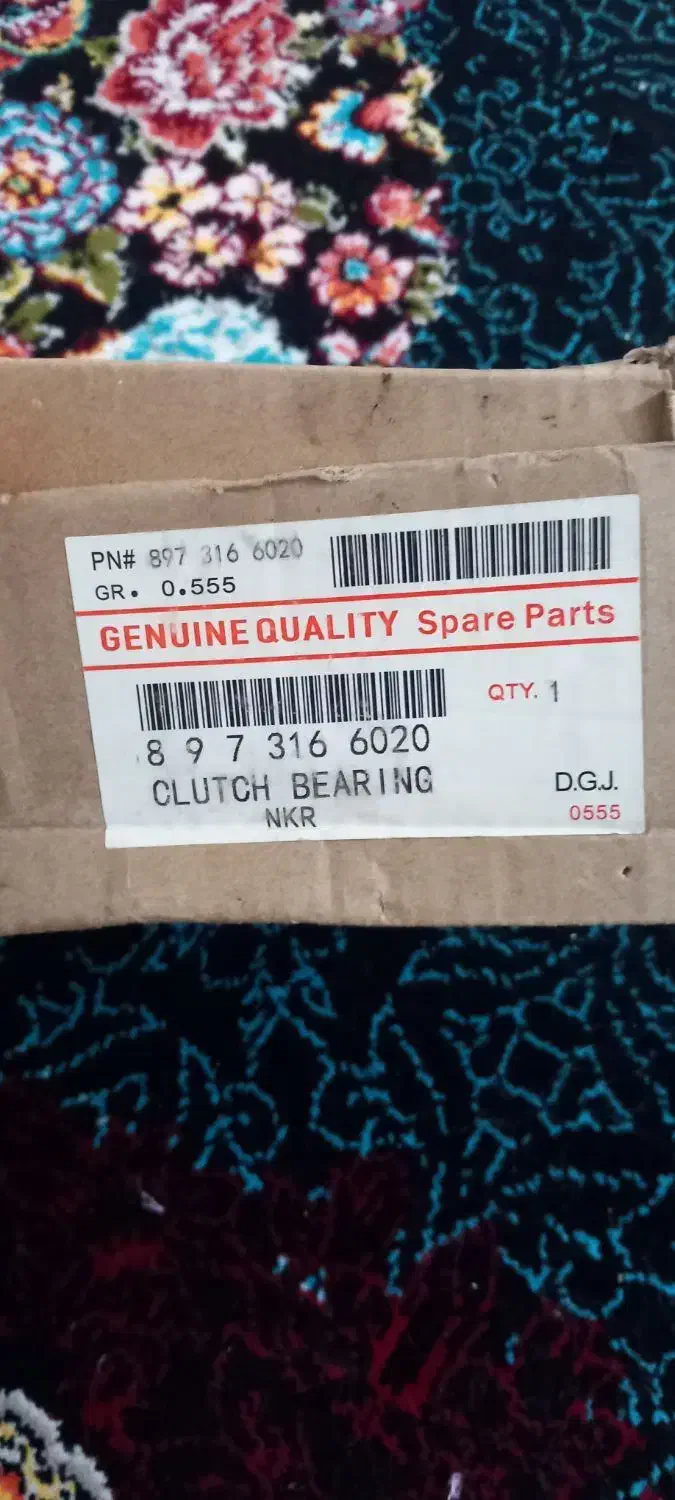 PN# 897 316 6020
GR. 0.555
GENUINE QUALITY Spare Parts
QTY. 1
8 9 7 316 6020
CLUTCH BEARING
NKR
D.G.J.
0555